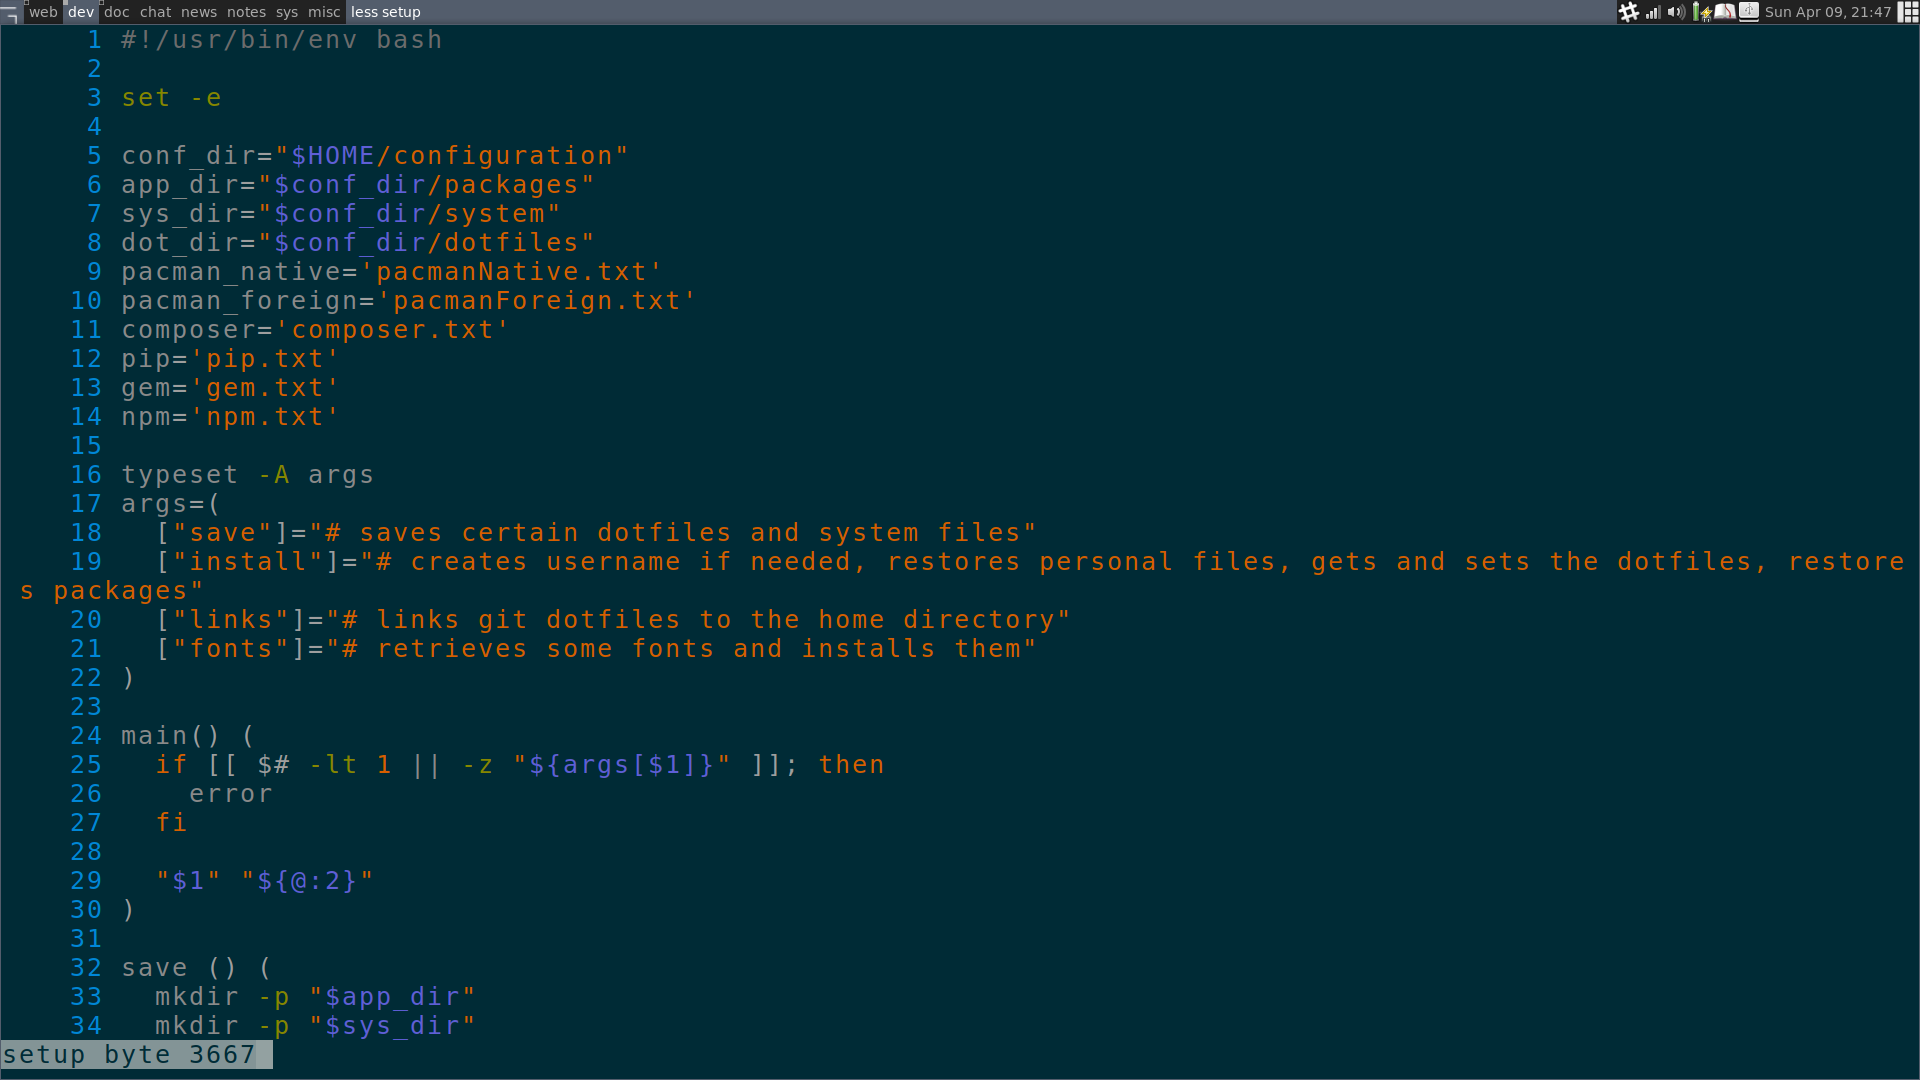 web dev doc chat news notes sys misc less setup Sun Apr 09, 21:47
1 #!/usr/bin/env bash
2
3 set -e
4
5 conf_dir="$HOME/configuration"
6 app_dir="$conf_dir/packages"
7 sys_dir="$conf_dir/system"
8 dot_dir="$conf_dir/dotfiles"
9 pacman_native='pacmanNative.txt'
10 pacman_foreign='pacmanForeign.txt'
11 composer='composer.txt'
12 pip='pip.txt'
13 gem='gem.txt'
14 npm='npm.txt'
15
16 typeset -A args
17 args=(
18   ["save"]="# saves certain dotfiles and system files"
19   ["install"]="# creates username if needed, restores personal files, gets and sets the dotfiles, restore
s packages"
20   ["links"]="# links git dotfiles to the home directory"
21   ["fonts"]="# retrieves some fonts and installs them"
22 )
23
24 main() (
25   if [[ $# -lt 1 || -z "${args[$1]}" ]]; then
26     error
27   fi
28
29   "$1" "${@:2}"
30 )
31
32 save () (
33   mkdir -p "$app_dir"
34   mkdir -p "$sys_dir"
setup byte 3667